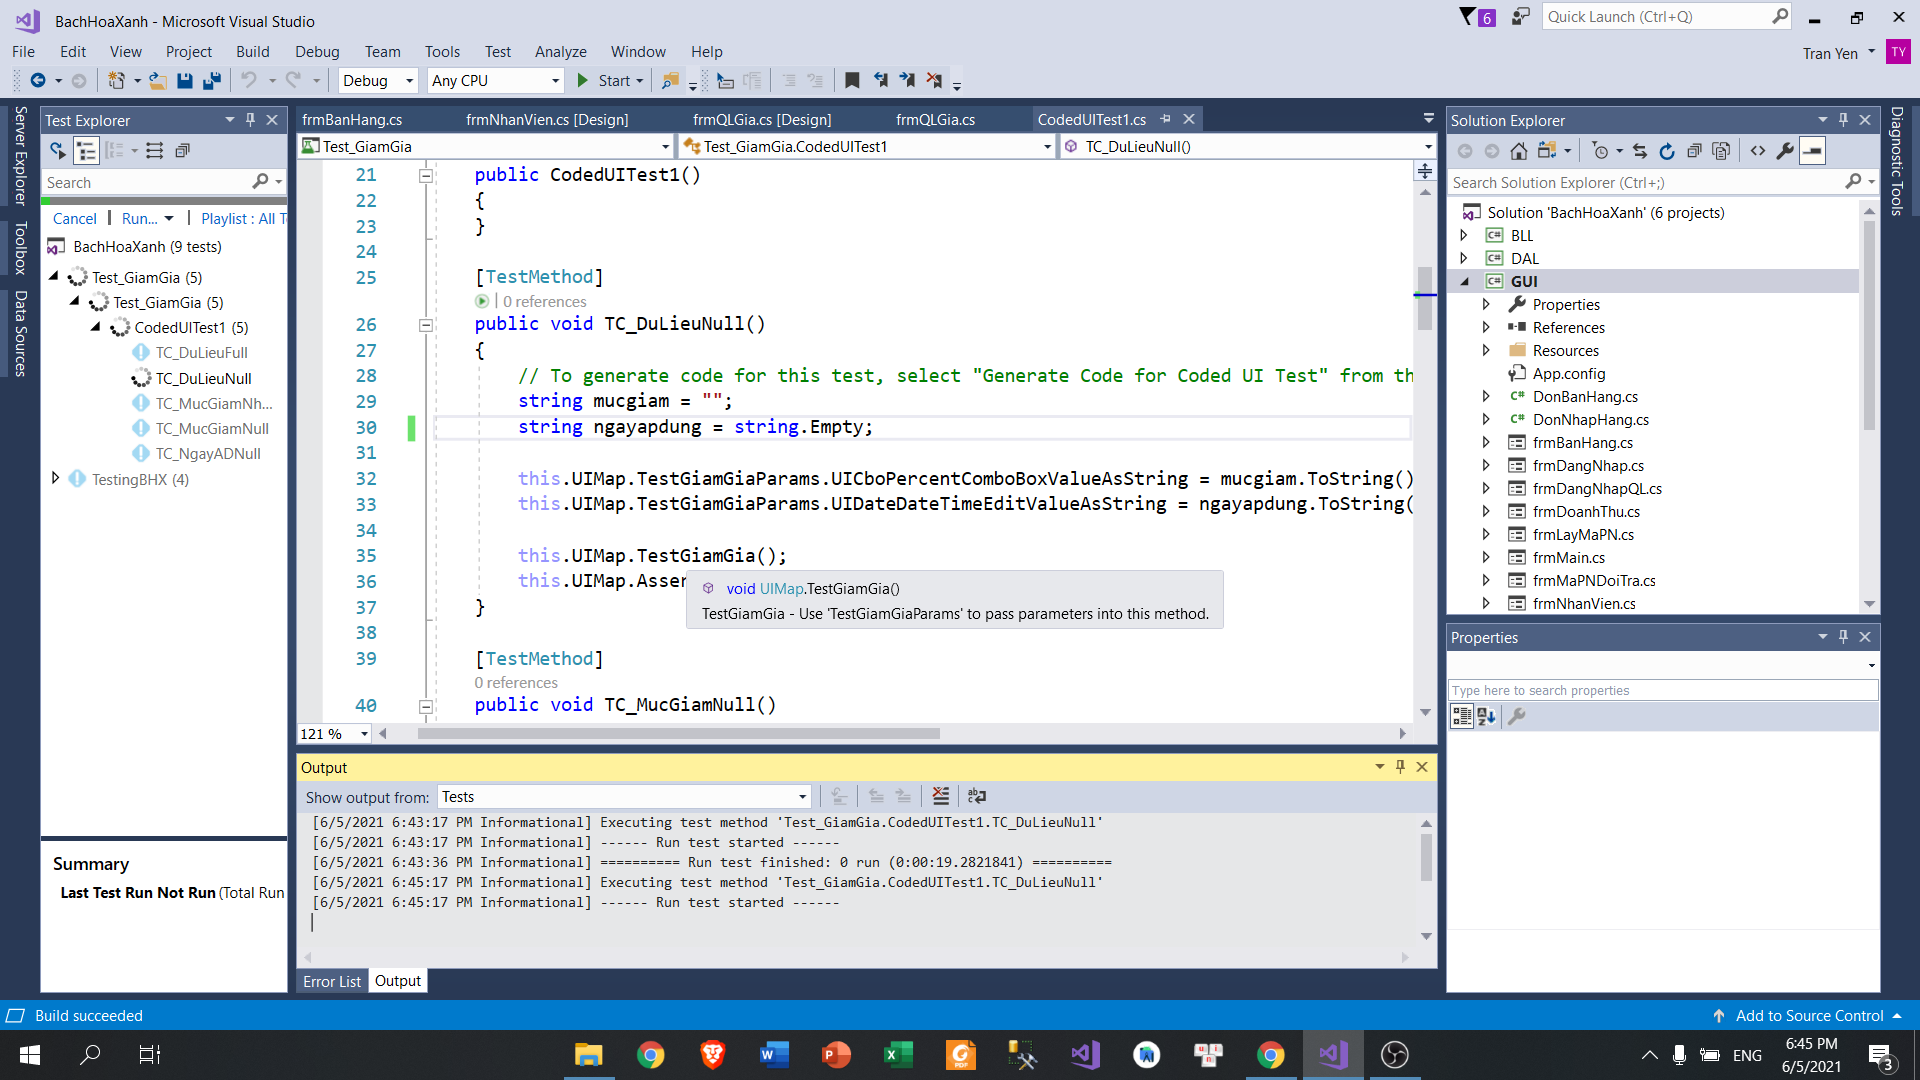 BachHoaXanh - Microsoft Visual Studio
6
Quick Launch (Ctrl+Q)
File Edit View Project Build Debug Team Tools Test Analyze Window Help
Tran Yen
TY
Debug
Any CPU
Start
Server Explorer
Toolbox
Data Sources
Test Explorer
Search
Cancel
Run...
Playlist : All T
BachHoaXanh (9 tests)
Test_GiamGia (5)
Test_GiamGia (5)
CodedUITest1 (5)
TC_DuLieuFull
TC_DuLieuNull
TC_MucGiamNh...
TC_MucGiamNull
TC_NgayADNull
TestingBHX (4)
Summary
Last Test Run Not Run (Total Run
frmBanHang.cs
frmNhanVien.cs [Design]
frmQLGia.cs [Design]
frmQLGia.cs
CodedUITest1.cs
Test_GiamGia
Test_GiamGia.CodedUITest1
TC_DuLieuNull()
21 public CodedUITest1()
22 {
23 }
24
25 [TestMethod]
0 references
26 public void TC_DuLieuNull()
27 {
28 // To generate code for this test, select "Generate Code for Coded UI Test" from th
29 string mucgiam = "";
30 string ngayapdung = string.Empty;
31
32 this.UIMap.TestGiamGiaParams.UICboPercentComboBoxValueAsString = mucgiam.ToString()
33 this.UIMap.TestGiamGiaParams.UIDateDateTimeEditValueAsString = ngayapdung.ToString(
34
35 this.UIMap.TestGiamGia();
36 this.UIMap.Asser
void UIMap.TestGiamGia()
TestGiamGia - Use 'TestGiamGiaParams' to pass parameters into this method.
37 }
38
39 [TestMethod]
0 references
40 public void TC_MucGiamNull()
121 %
Output
Show output from: Tests
[6/5/2021 6:43:17 PM Informational] Executing test method 'Test_GiamGia.CodedUITest1.TC_DuLieuNull'
[6/5/2021 6:43:17 PM Informational] ------ Run test started ------
[6/5/2021 6:43:36 PM Informational] ========== Run test finished: 0 run (0:00:19.2821841) ==========
[6/5/2021 6:45:17 PM Informational] Executing test method 'Test_GiamGia.CodedUITest1.TC_DuLieuNull'
[6/5/2021 6:45:17 PM Informational] ------ Run test started ------
Error List
Output
Solution Explorer
Search Solution Explorer (Ctrl+;)
Solution 'BachHoaXanh' (6 projects)
BLL
DAL
GUI
Properties
References
Resources
App.config
DonBanHang.cs
DonNhapHang.cs
frmBanHang.cs
frmDangNhap.cs
frmDangNhapQL.cs
frmDoanhThu.cs
frmLayMaPN.cs
frmMain.cs
frmMaPNDoiTra.cs
frmNhanVien.cs
Properties
Type here to search properties
Diagnostic Tools
Build succeeded
Add to Source Control
ENG
6:45 PM
6/5/2021
3